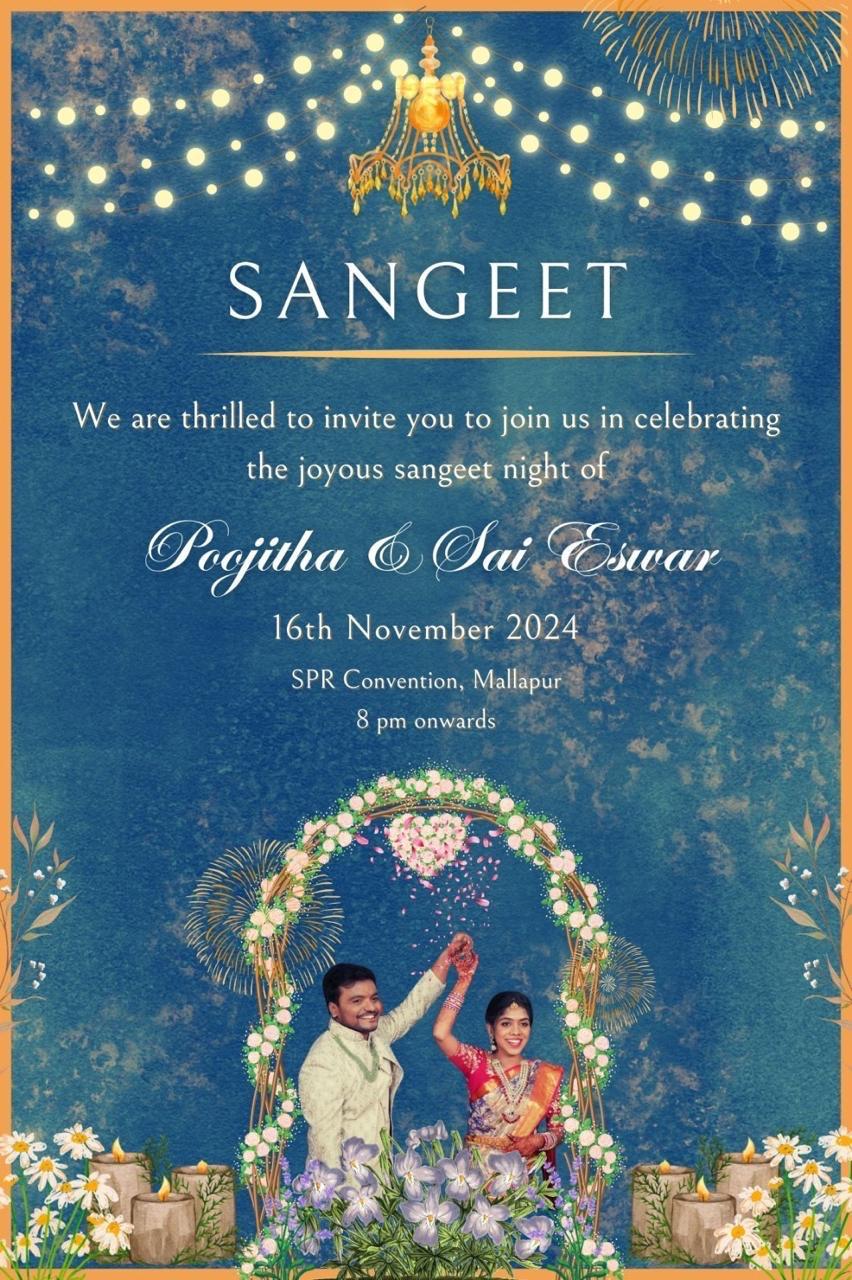 SANGEET
We are thrilled to invite you to join us in celebrating
the joyous sangeet night of
Poojitha & Sai Eswar
16th November 2024
SPR Convention, Mallapur
8 pm onwards